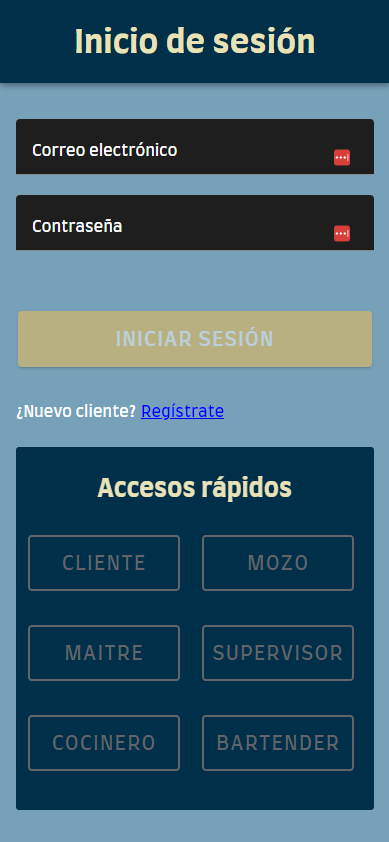 Inicio de sesión
Correo electrónico
Contraseña
INICIAR SESIÓN
¿Nuevo cliente? Regístrate
Accesos rápidos
CLIENTE MOZO
MAITRE SUPERVISOR
COCINERO BARTENDER